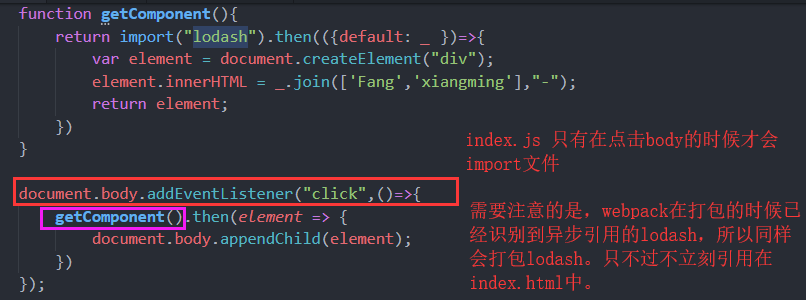 function getComponent(){
return import("lodash").then(({default: _ })=>{
var element = document.createElement("div");
element.innerHTML = _.join(['Fang','xiangming'],"-");
return element;
})
}
index.js 只有在点击body的时候才会
import文件
document.body.addEventListener("click",()=>{
getComponent().then(element => {
document.body.appendChild(element);
})
});
需要注意的是，webpack在打包的时候已
经识别到异步引用的lodash，所以同样
会打包lodash。只不过不立刻引用在
index.html中。